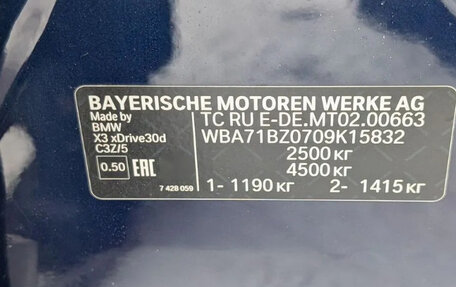 BAYERISCHE MOTOREN WERKE AG
Made by
BMW
X3 xDrive30d
C3Z/5
0.50 EAC
TC RU E-DE.MT02.00663
WBA71BZ0709K15832
2500 кг
4500 кг
1- 1190 кг 2- 1415 кг
7 428 059